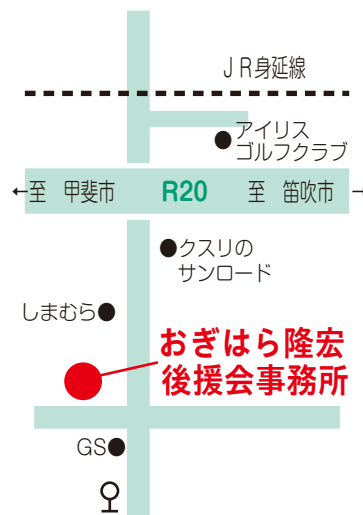 JR身延線
アイリス
ゴルフクラブ
←至 甲斐市 R20 至 笛吹市→
クスリの
サンロード
しまむら
おぎはら隆宏
後援会事務所
GS